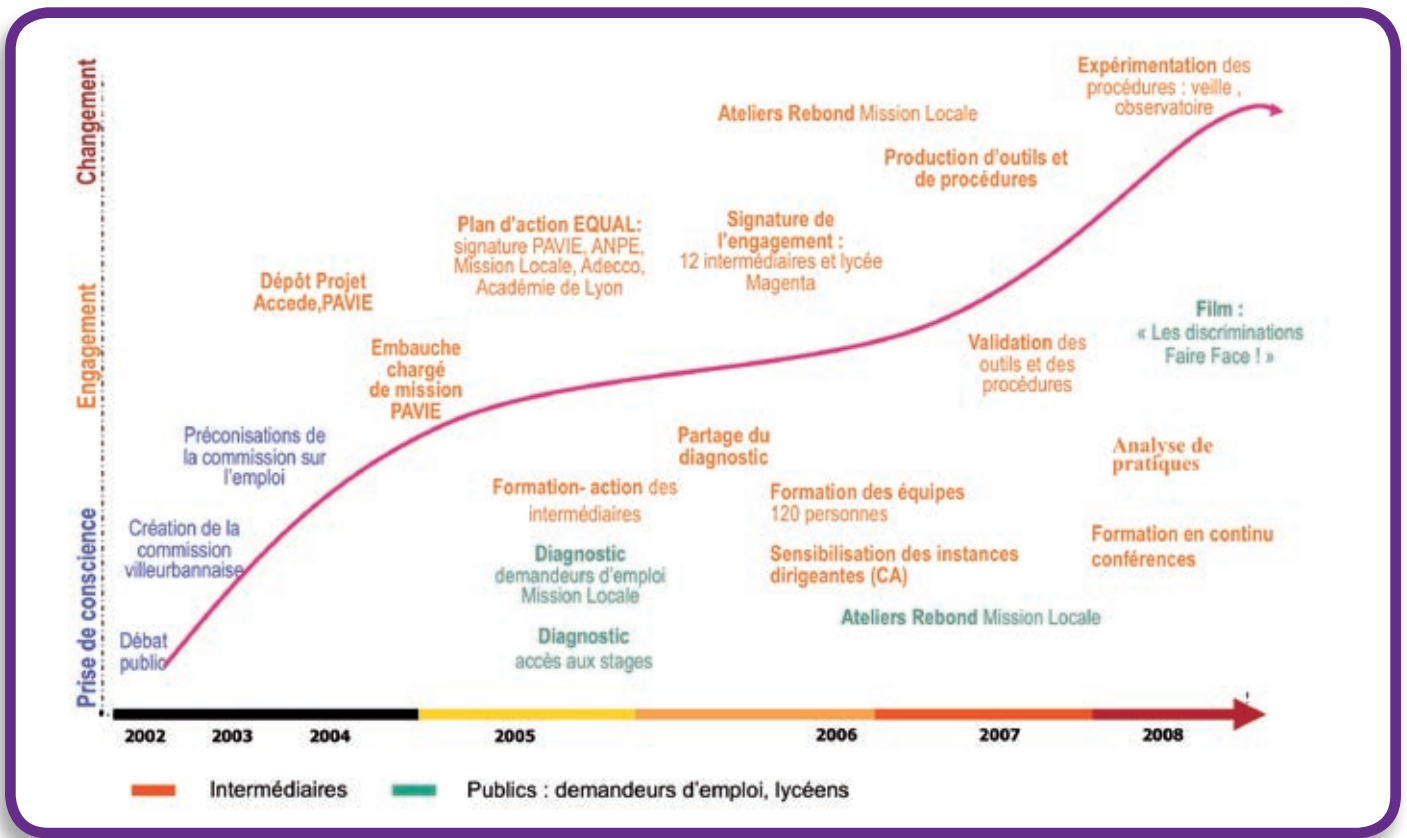 Changement
Engagement
Prise de conscience
Expérimentation des
procédures : veille ,
observatoire
Ateliers Rebond Mission Locale
Production d'outils et
de procédures
Plan d'action EQUAL:
signature PAVIE, ANPE,
Mission Locale, Adecco,
Académie de Lyon
Signature de
l'engagement :
12 intermédiaires et lycée
Magenta
Dépôt Projet
Accede,PAVIE
Film :
« Les discriminations
Faire Face ! »
Embauche
chargé
de mission
PAVIE
Validation des
outils et des
procédures
Préconisations de
la commission sur
l'emploi
Partage du
diagnostic
Analyse de
pratiques
Formation- action des
intermédiaires
Formation des équipes
120 personnes
Création de la
commission
villeurbannaise
Diagnostic
demandeurs d'emploi
Mission Locale
Sensibilisation des instances
dirigeantes (CA)
Formation en continu
conférences
Ateliers Rebond Mission Locale
Débat
public
Diagnostic
accès aux stages
2002 2003 2004 2005 2006 2007 2008
Intermédiaires Publics : demandeurs d'emploi, lycéens